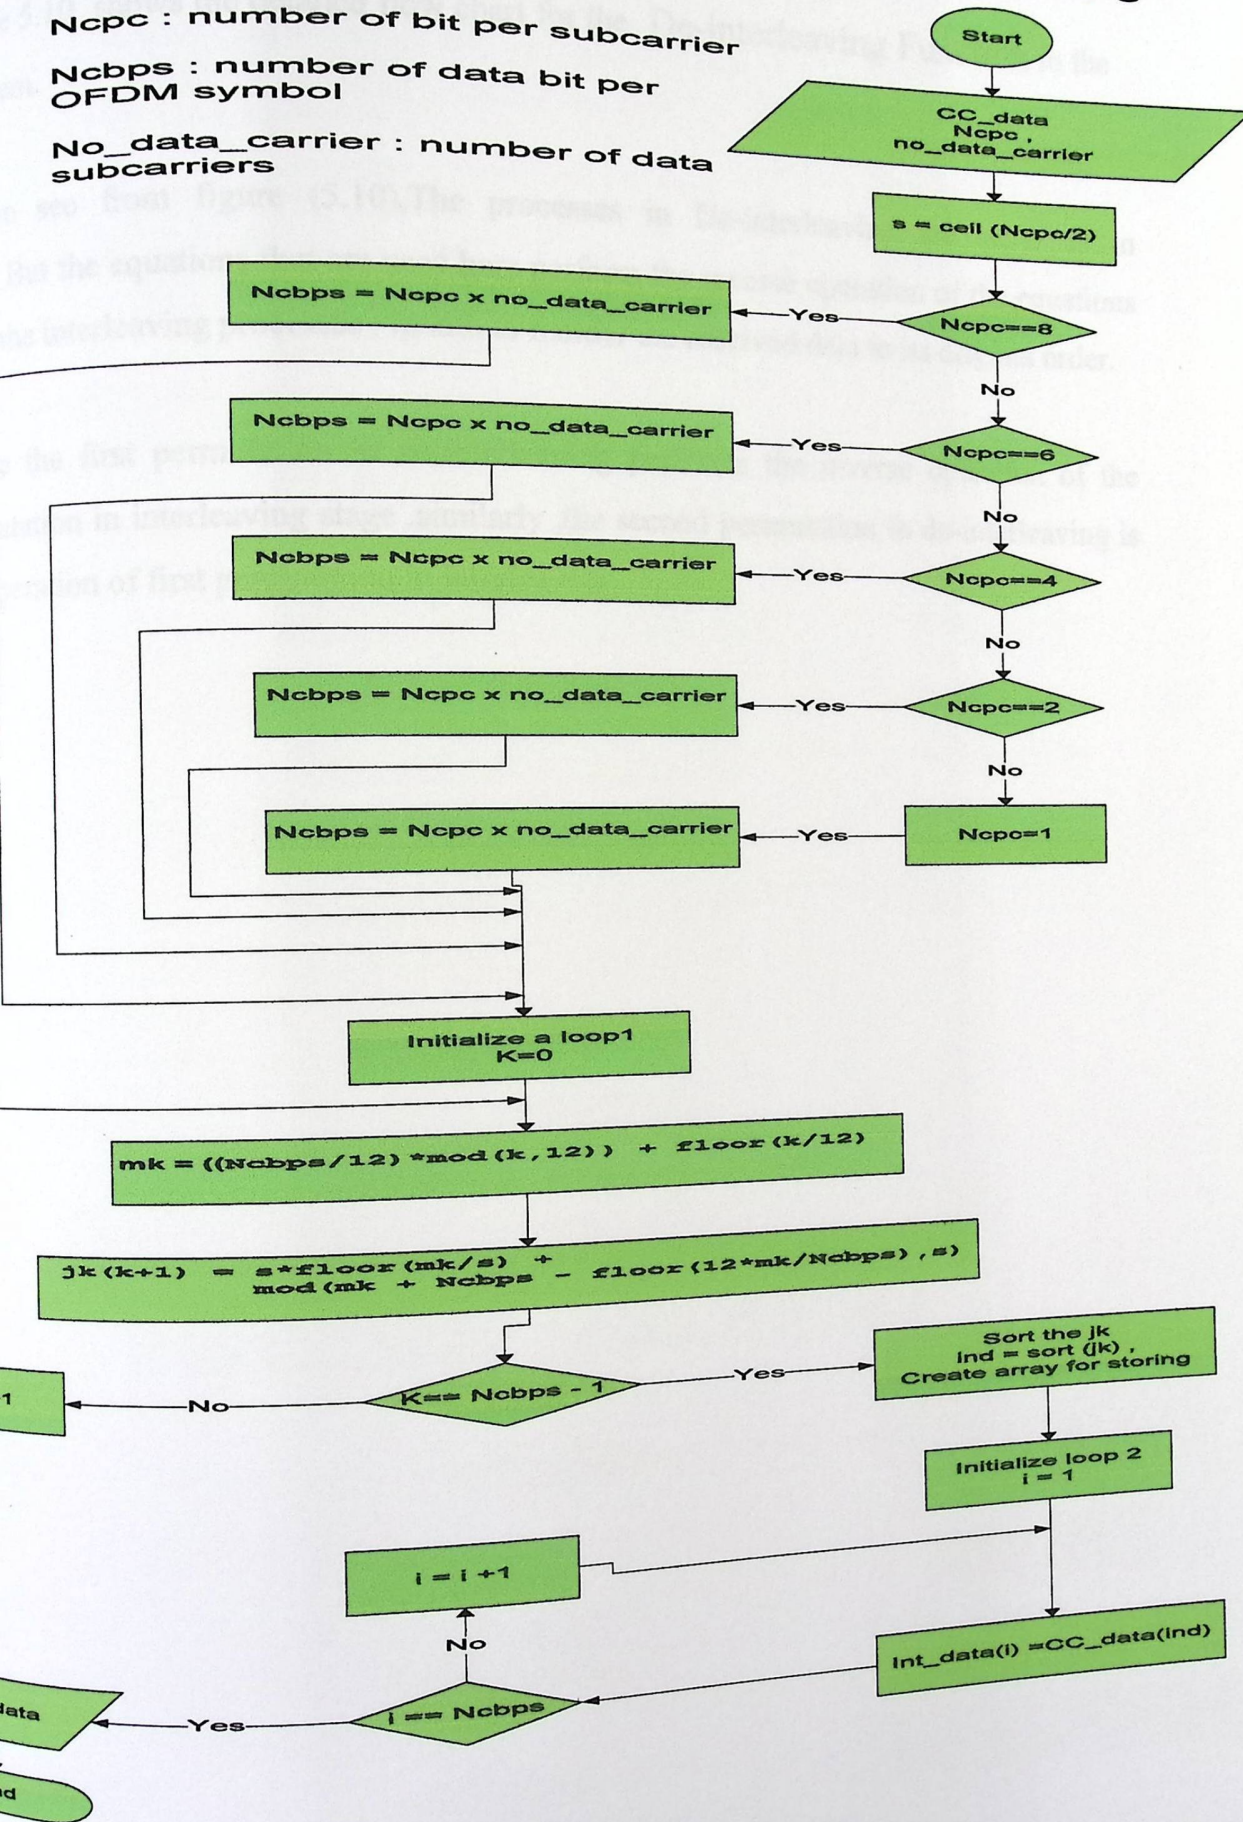 Ncpc : number of bit per subcarrier
Ncbps : number of data bit per
OFDM symbol
No_data_carrier : number of data
subcarriers
Start
CC_data
Ncpc ,
no_data_carrier
s = ceil (Ncpc/2)
Ncpc==8
Yes
Ncbps = Ncpc x no_data_carrier
No
Ncpc==6
Yes
Ncbps = Ncpc x no_data_carrier
No
Ncpc==4
Yes
Ncbps = Ncpc x no_data_carrier
No
Ncpc==2
Yes
Ncbps = Ncpc x no_data_carrier
No
Ncpc=1
Yes
Ncbps = Ncpc x no_data_carrier
Initialize a loop1
K=0
mk = ((Ncbps/12)*mod(k,12)) + floor(k/12)
jk(k+1) = s*floor(mk/s) +
mod(mk + Ncbps - floor(12*mk/Ncbps),s)
K== Ncbps - 1
No
1
Yes
Sort the jk
Ind = sort (jk) ,
Create array for storing
Initialize loop 2
i = 1
i = i +1
No
Int_data(i) =CC_data(ind)
i == Ncbps
Yes
data